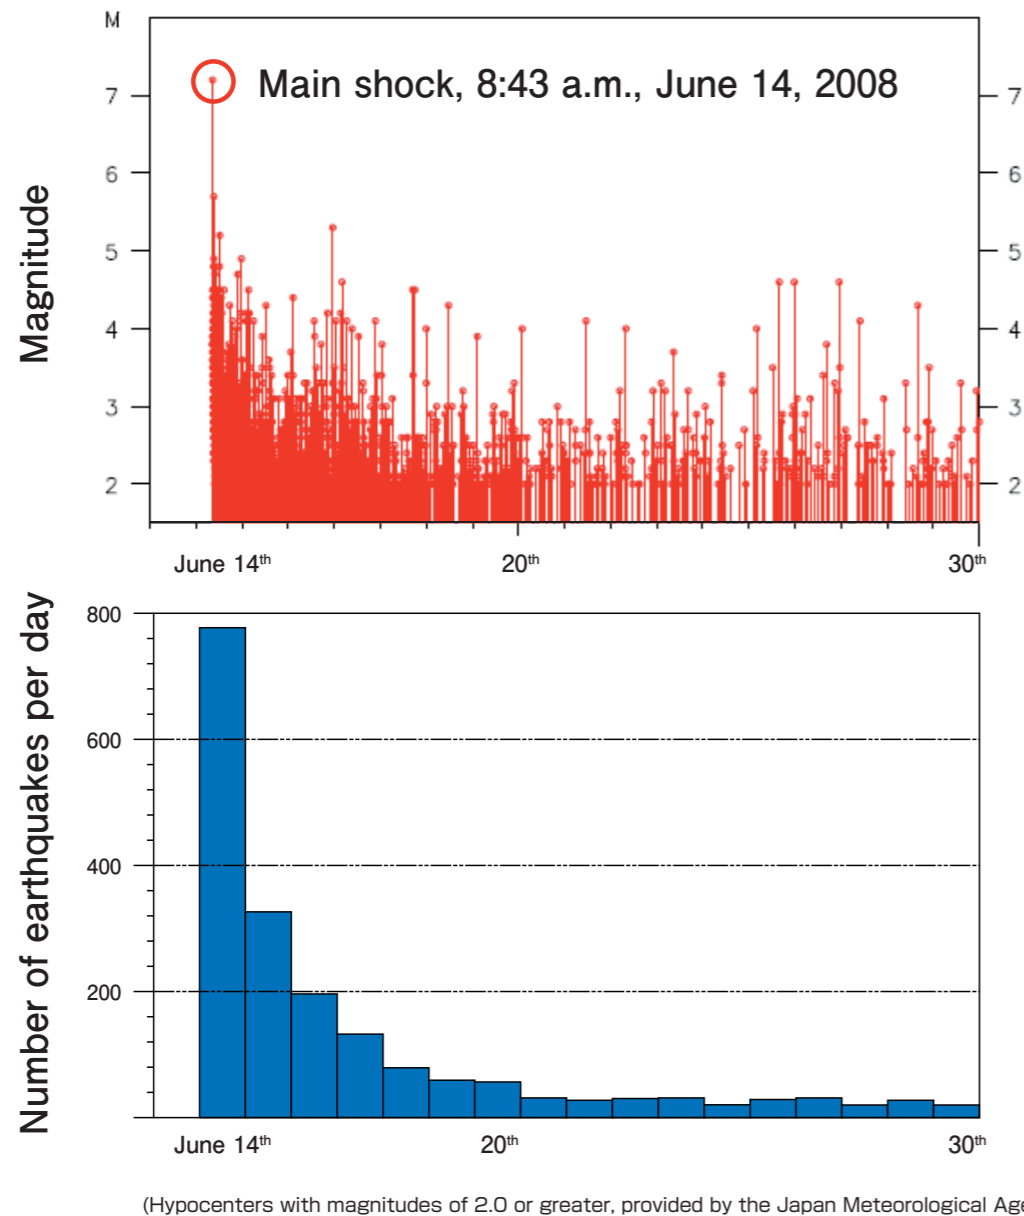 M
Main shock, 8:43 a.m., June 14, 2008
7 7
6 6
5 5
4 4
3 3
2 2
Magnitude
June 14th 20th 30th
800
600
400
200
Number of earthquakes per day
June 14th 20th 30th
(Hypocenters with magnitudes of 2.0 or greater, provided by the Japan Meteorological Age